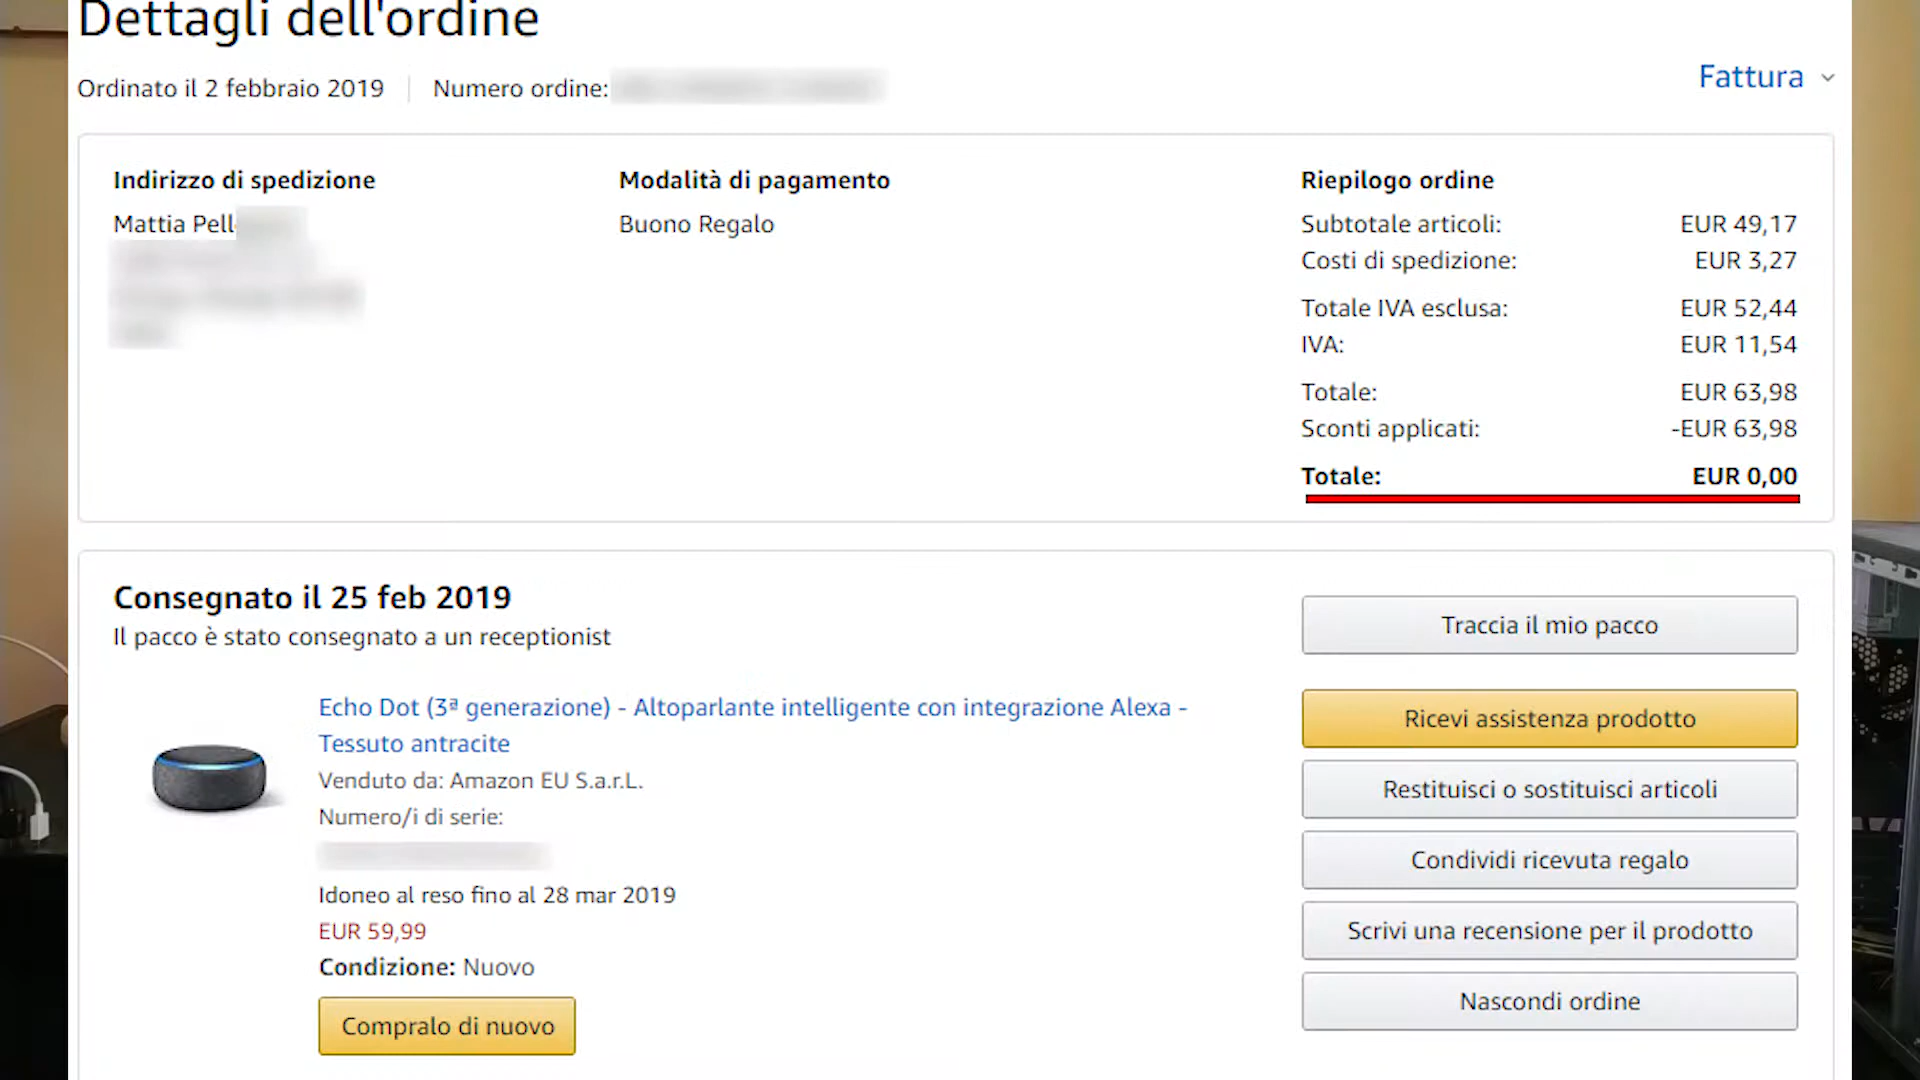 Dettagli dell'ordine
Ordinato il 2 febbraio 2019
Numero ordine:
Fattura
Indirizzo di spedizione
Mattia Pell
Modalità di pagamento
Buono Regalo
Riepilogo ordine
Subtotale articoli: EUR 49,17
Costi di spedizione: EUR 3,27
Totale IVA esclusa: EUR 52,44
IVA: EUR 11,54
Totale: EUR 63,98
Sconti applicati: -EUR 63,98
Totale: EUR 0,00
Consegnato il 25 feb 2019
Il pacco è stato consegnato a un receptionist
Echo Dot (3ª generazione) - Altoparlante intelligente con integrazione Alexa -
Tessuto antracite
Venduto da: Amazon EU S.a.r.L.
Numero/i di serie:
Idoneo al reso fino al 28 mar 2019
EUR 59,99
Condizione: Nuovo
Compralo di nuovo
Traccia il mio pacco
Ricevi assistenza prodotto
Restituisci o sostituisci articoli
Condividi ricevuta regalo
Scrivi una recensione per il prodotto
Nascondi ordine